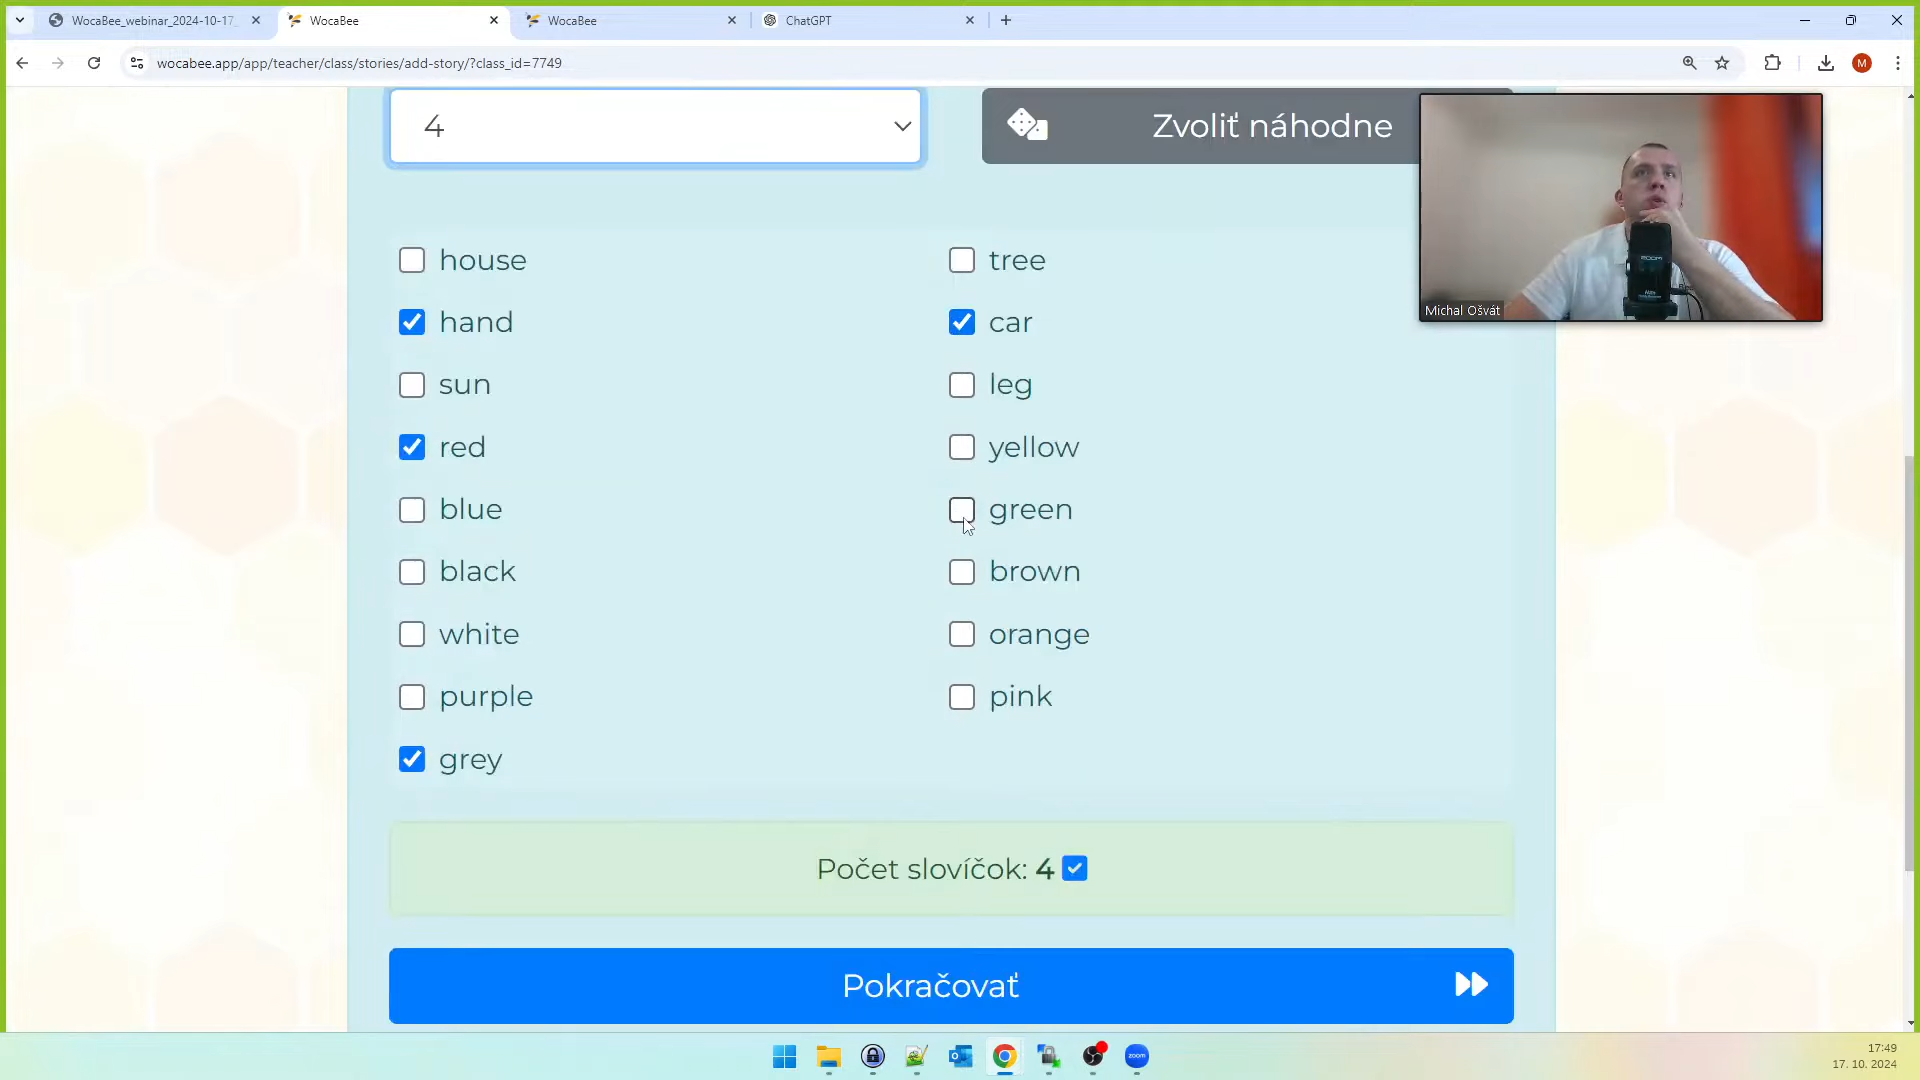 WocaBee_webinar_2024-10-17_
WocaBee
WocaBee
ChatGPT
wocabee.app/app/teacher/class/stories/add-story/?class_id=7749
M
4
Zvoliť náhodne
house
tree
hand
car
sun
leg
red
yellow
blue
green
black
brown
white
orange
purple
pink
grey
Michal Ošvát
Počet slovíčok: 4
Pokračovať
zoom
17:49
17. 10. 2024